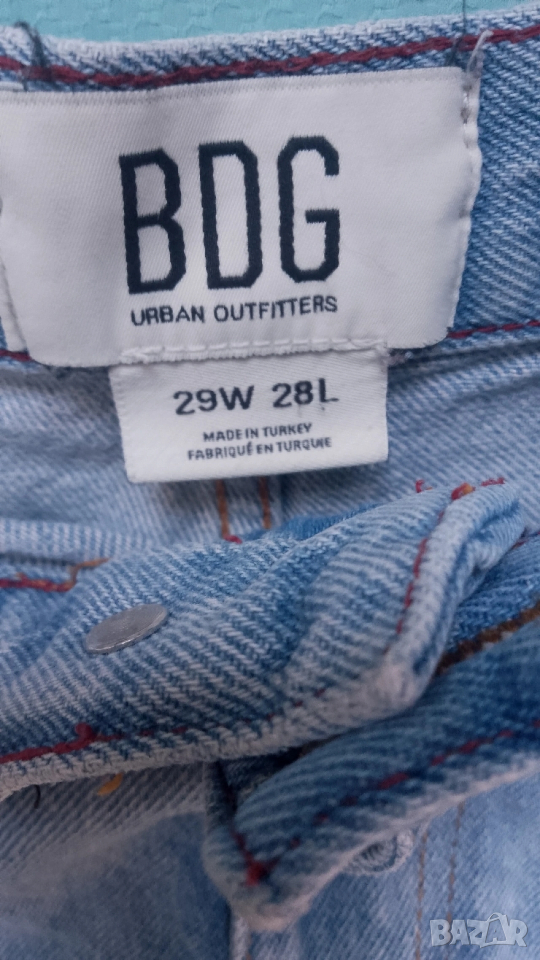 BDG
URBAN OUTFITTERS
29W 28L
MADE IN TURKEY
FABRIQUÉ EN TURQUIE
BAZAR